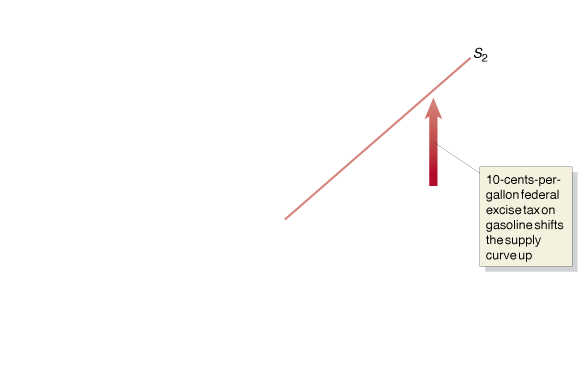 S2
10-cents-per-
gallon federal
excise tax on
gasoline shifts
the supply
curve up